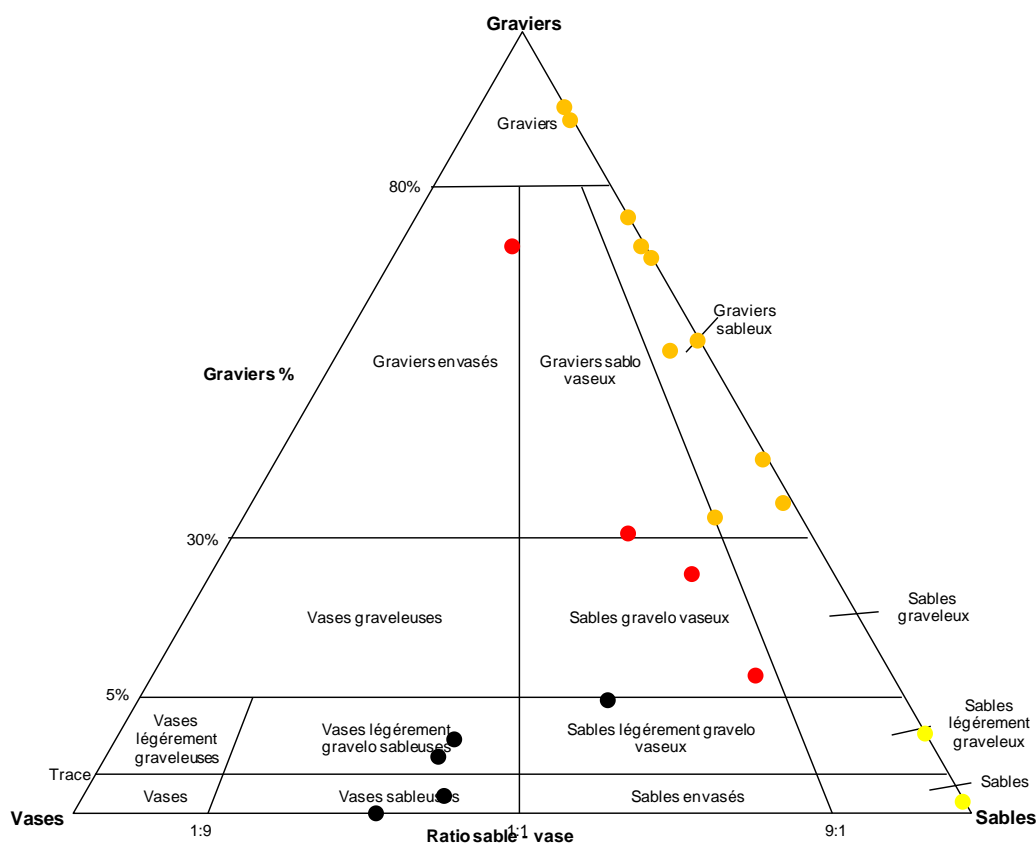 Graviers
Graviers
80%
Graviers
sableux
Graviers envasés
Graviers sablo
vaseux
Graviers %
30%
Sables
graveleux
Vases graveleuses
Sables gravelo vaseux
5%
Vases
légérement
graveleuses
Vases légérement
gravelo sableuses
Sables légérement gravelo
vaseux
Sables
légérement
graveleux
Trace
Vases
Vases sableuses
Sables envasés
Sables
Vases
Sables
1:9
1:1
9:1
Ratio sable - vase